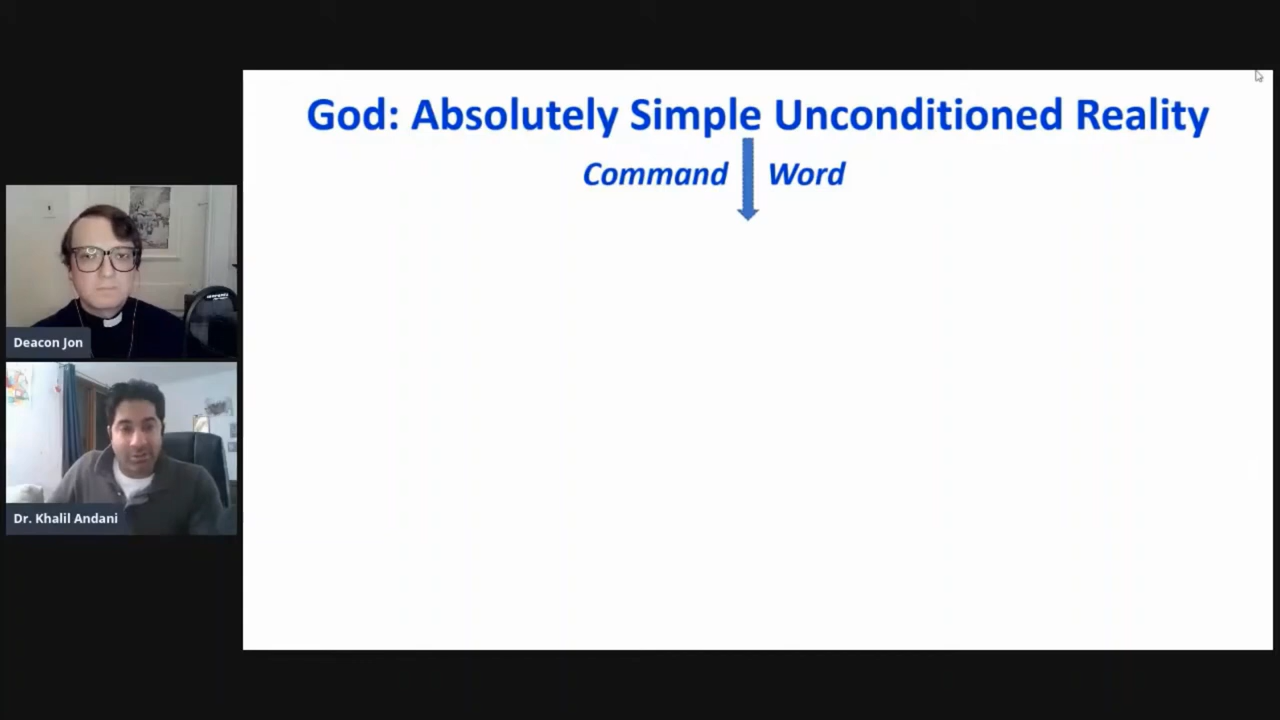 God: Absolutely Simple Unconditioned Reality
Command Word
Deacon Jon
Dr. Khalil Andani